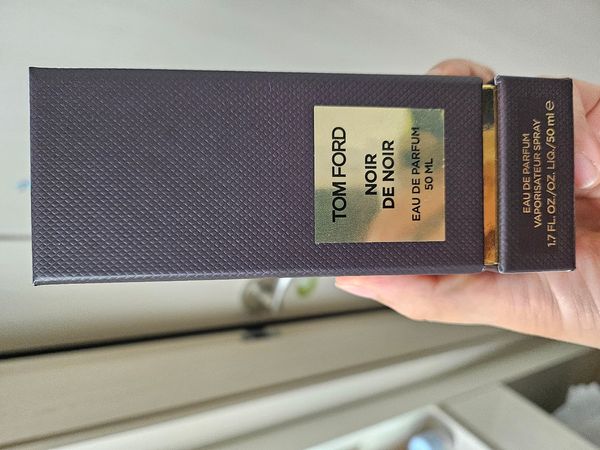 TOM FORD
NOIR
DE NOIR
EAU DE PARFUM
50 ML
EAU DE PARFUM
VAPORISATEUR SPRAY
1.7 FL. OZ./OZ. LIQ./50 ml ℮